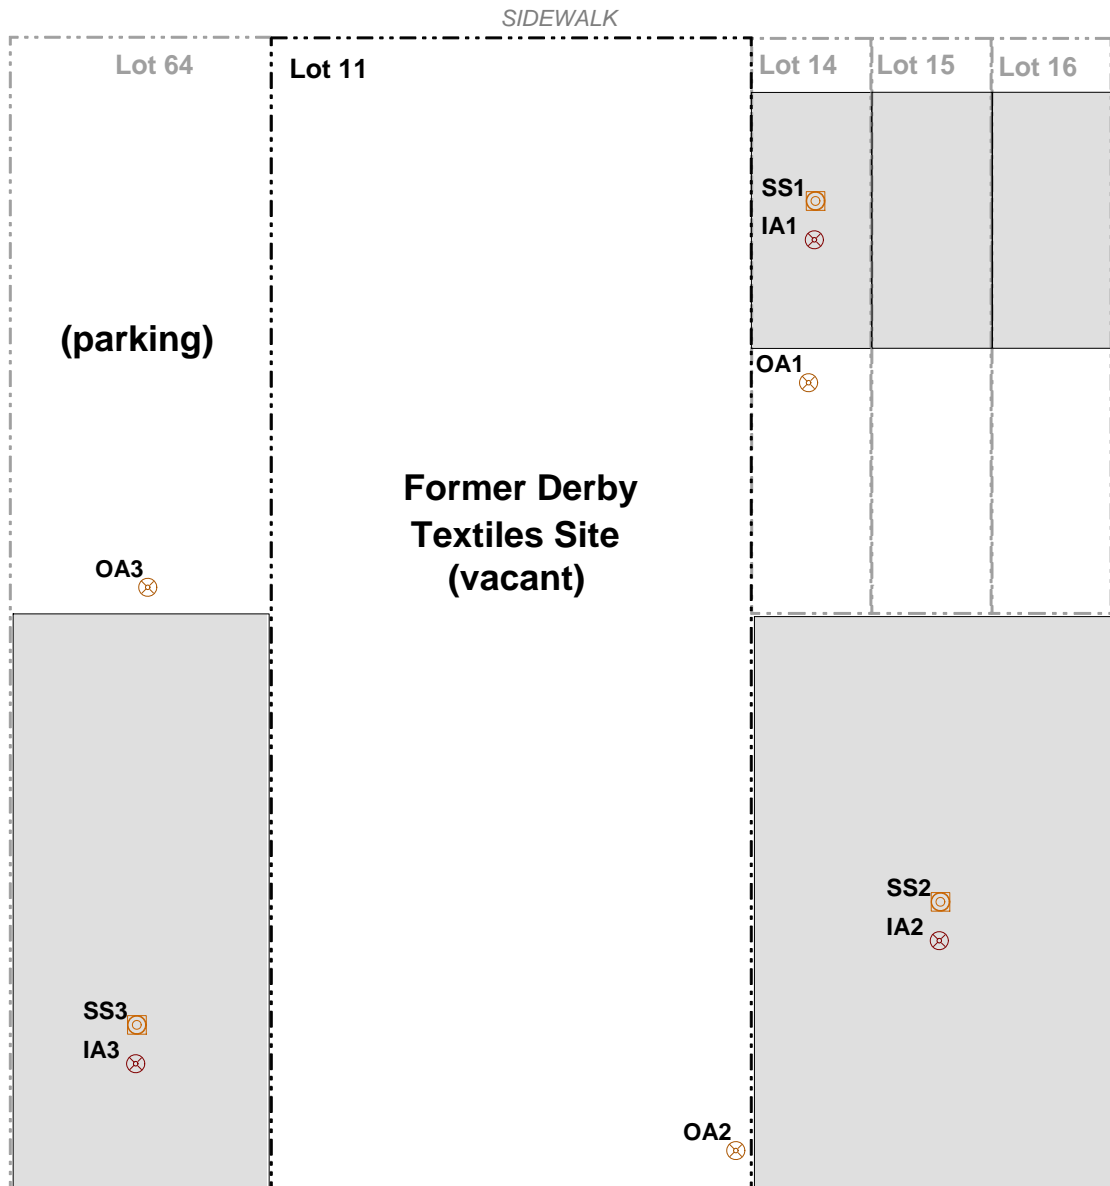 SIDEWALK
Lot 64
Lot 11
Lot 14
Lot 15
Lot 16
SS1
IA1
(parking)
OA1
Former Derby
Textiles Site
(vacant)
OA3
SS2
IA2
SS3
IA3
OA2